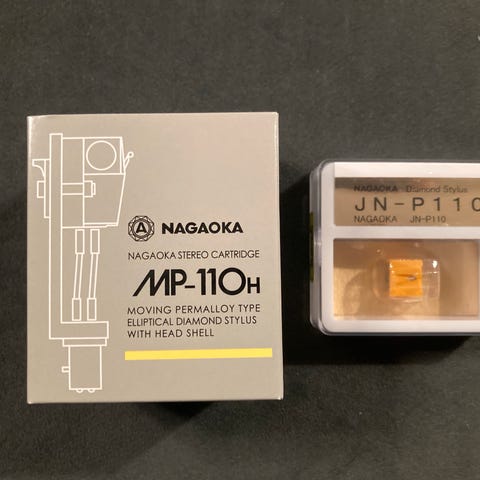 A NAGAOKA
NAGAOKA STEREO CARTRIDGE
MP-110H
MOVING PERMALLOY TYPE
ELLIPTICAL DIAMOND STYLUS
WITH HEAD SHELL
NAGAOKA Diamond Stylus
JN-P110
NAGAOKA JN-P110